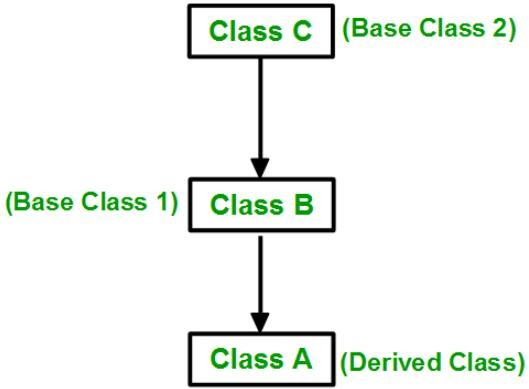 Class C (Base Class 2)
(Base Class 1) Class B
Class A (Derived Class)